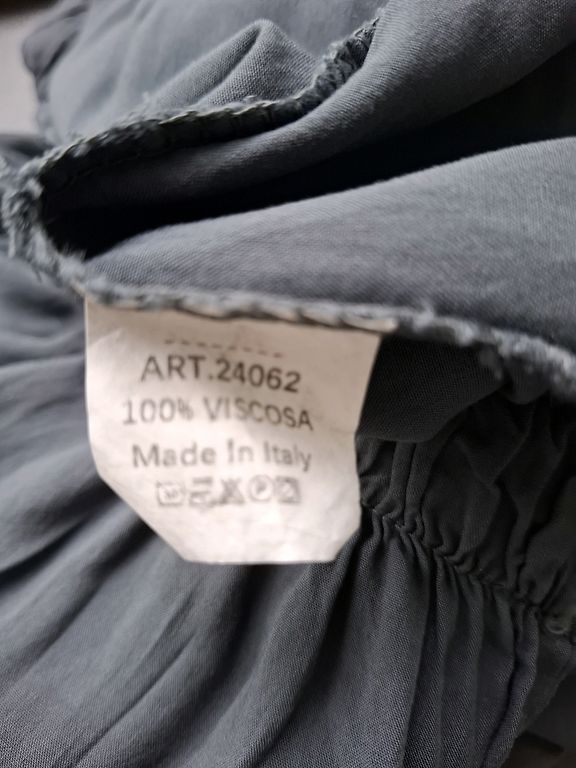 ART.24062
100% VISCOSA
Made In Italy